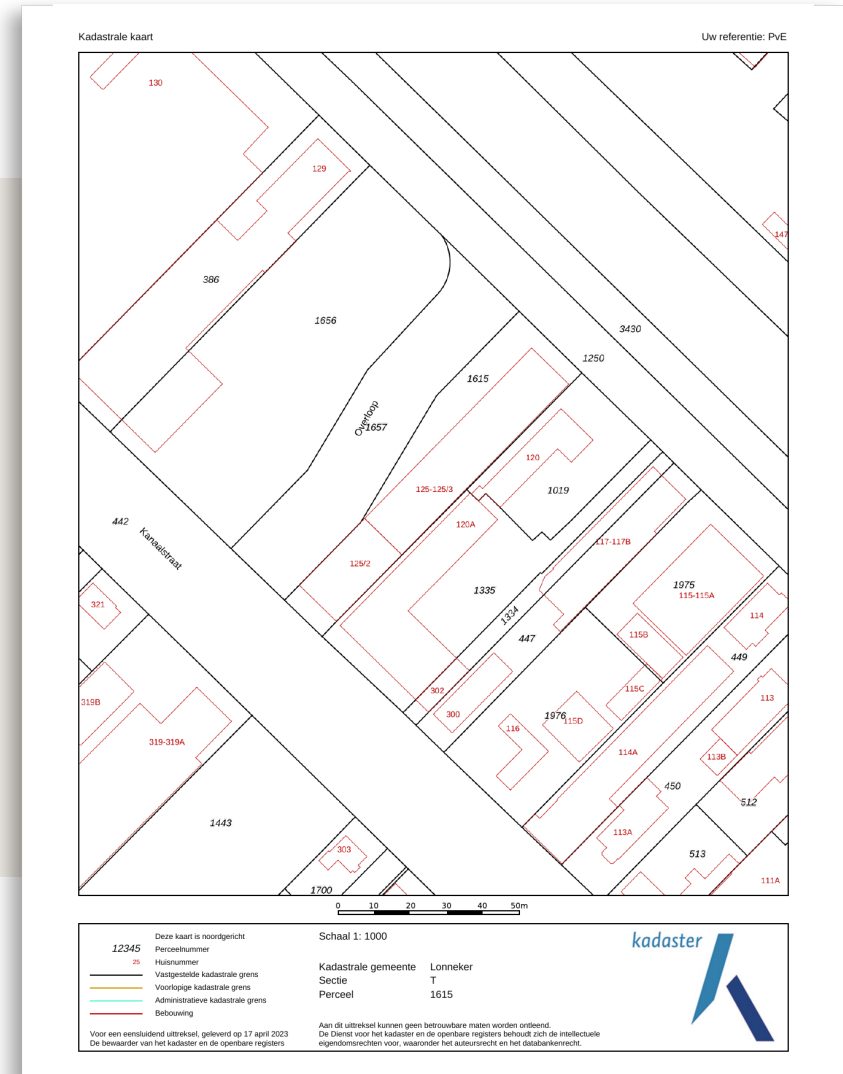 Kadastrale kaart
Uw referentie: PvE
130
129
147
386
1656
3430
1250
1615
Overloop
1657
120
125-125/3
1019
120A
442
Kanaalstraat
117-117B
125/2
1335
1975
115-115A
321
1334
114
447
115B
449
302
115C
113
319B
300
1976
115D
116
319-319A
114A
113B
450
512
1443
113A
303
513
111A
1700
0 10 20 30 40 50m
Deze kaart is noordgericht
12345 Perceelnummer
25 Huisnummer
Vastgestelde kadastrale grens
Voorlopige kadastrale grens
Administratieve kadastrale grens
Bebouwing
Voor een eensluidend uittreksel, geleverd op 17 april 2023
De bewaarder van het kadaster en de openbare registers
Schaal 1: 1000
Kadastrale gemeente Lonneker
Sectie T
Perceel 1615
Aan dit uittreksel kunnen geen betrouwbare maten worden ontleend.
De Dienst voor het kadaster en de openbare registers behoudt zich de intellectuele
eigendomsrechten voor, waaronder het auteursrecht en het databankenrecht.
kadaster